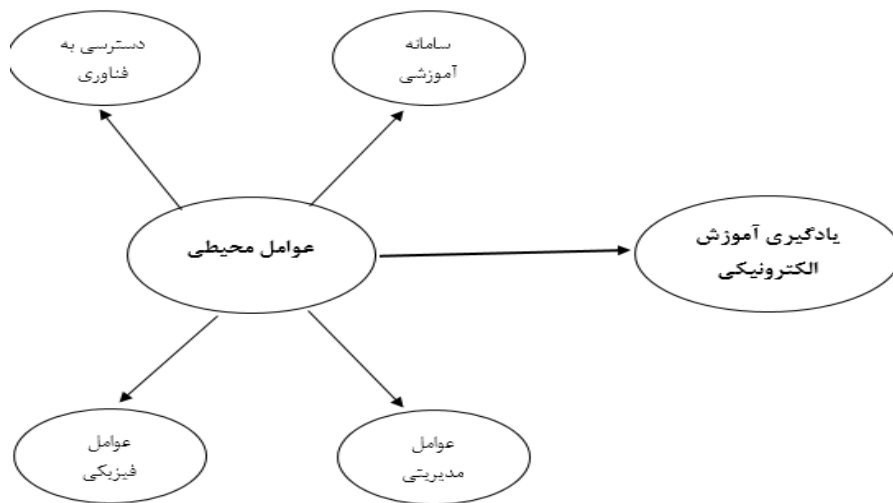 سامانه
آموزشی
دسترسی به
فناوری
یادگیری آموزش
الکترونیکی
عوامل محیطی
عوامل
مدیریتی
عوامل
فیزیکی